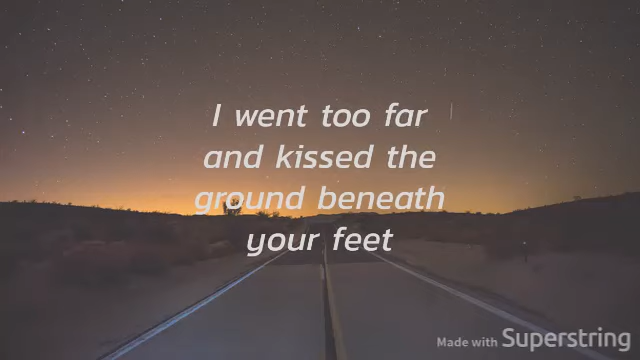 I went too far
and kissed the
ground beneath
your feet
Made with Superstring